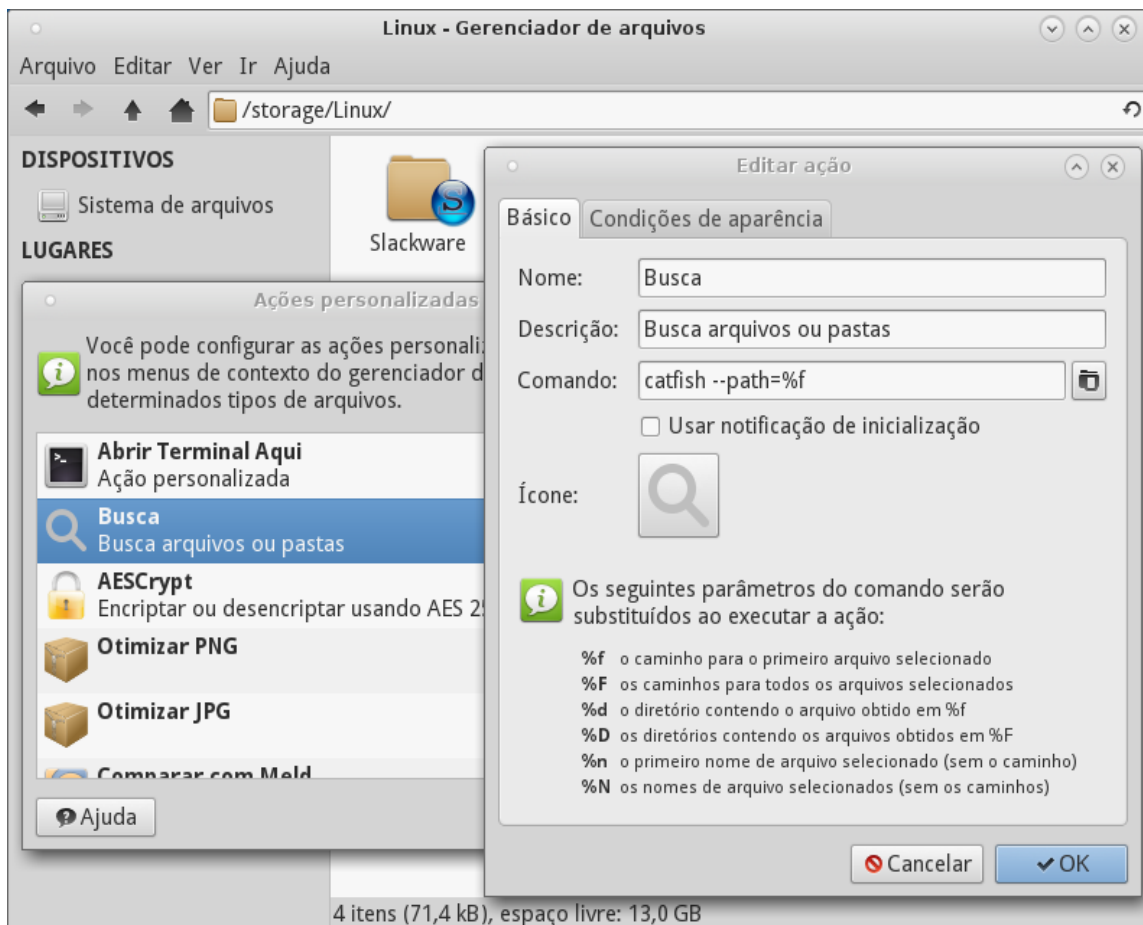 Linux - Gerenciador de arquivos
Arquivo Editar Ver Ir Ajuda
/storage/Linux/
DISPOSITIVOS
Sistema de arquivos
LUGARES
Slackware
Ações personalizadas
Você pode configurar as ações personali
nos menus de contexto do gerenciador d
determinados tipos de arquivos.
Abrir Terminal Aqui
Ação personalizada
Busca
Busca arquivos ou pastas
AESCrypt
Encriptar ou desencriptar usando AES 25
Otimizar PNG
Otimizar JPG
Comparar com Meld
Ajuda
Editar ação
Básico
Condições de aparência
Nome: Busca
Descrição: Busca arquivos ou pastas
Comando: catfish --path=%f
Usar notificação de inicialização
Ícone:
Os seguintes parâmetros do comando serão
substituídos ao executar a ação:
%f o caminho para o primeiro arquivo selecionado
%F os caminhos para todos os arquivos selecionados
%d o diretório contendo o arquivo obtido em %f
%D os diretórios contendo os arquivos obtidos em %F
%n o primeiro nome de arquivo selecionado (sem o caminho)
%N os nomes de arquivo selecionados (sem os caminhos)
Cancelar
OK
4 itens (71,4 kB), espaço livre: 13,0 GB